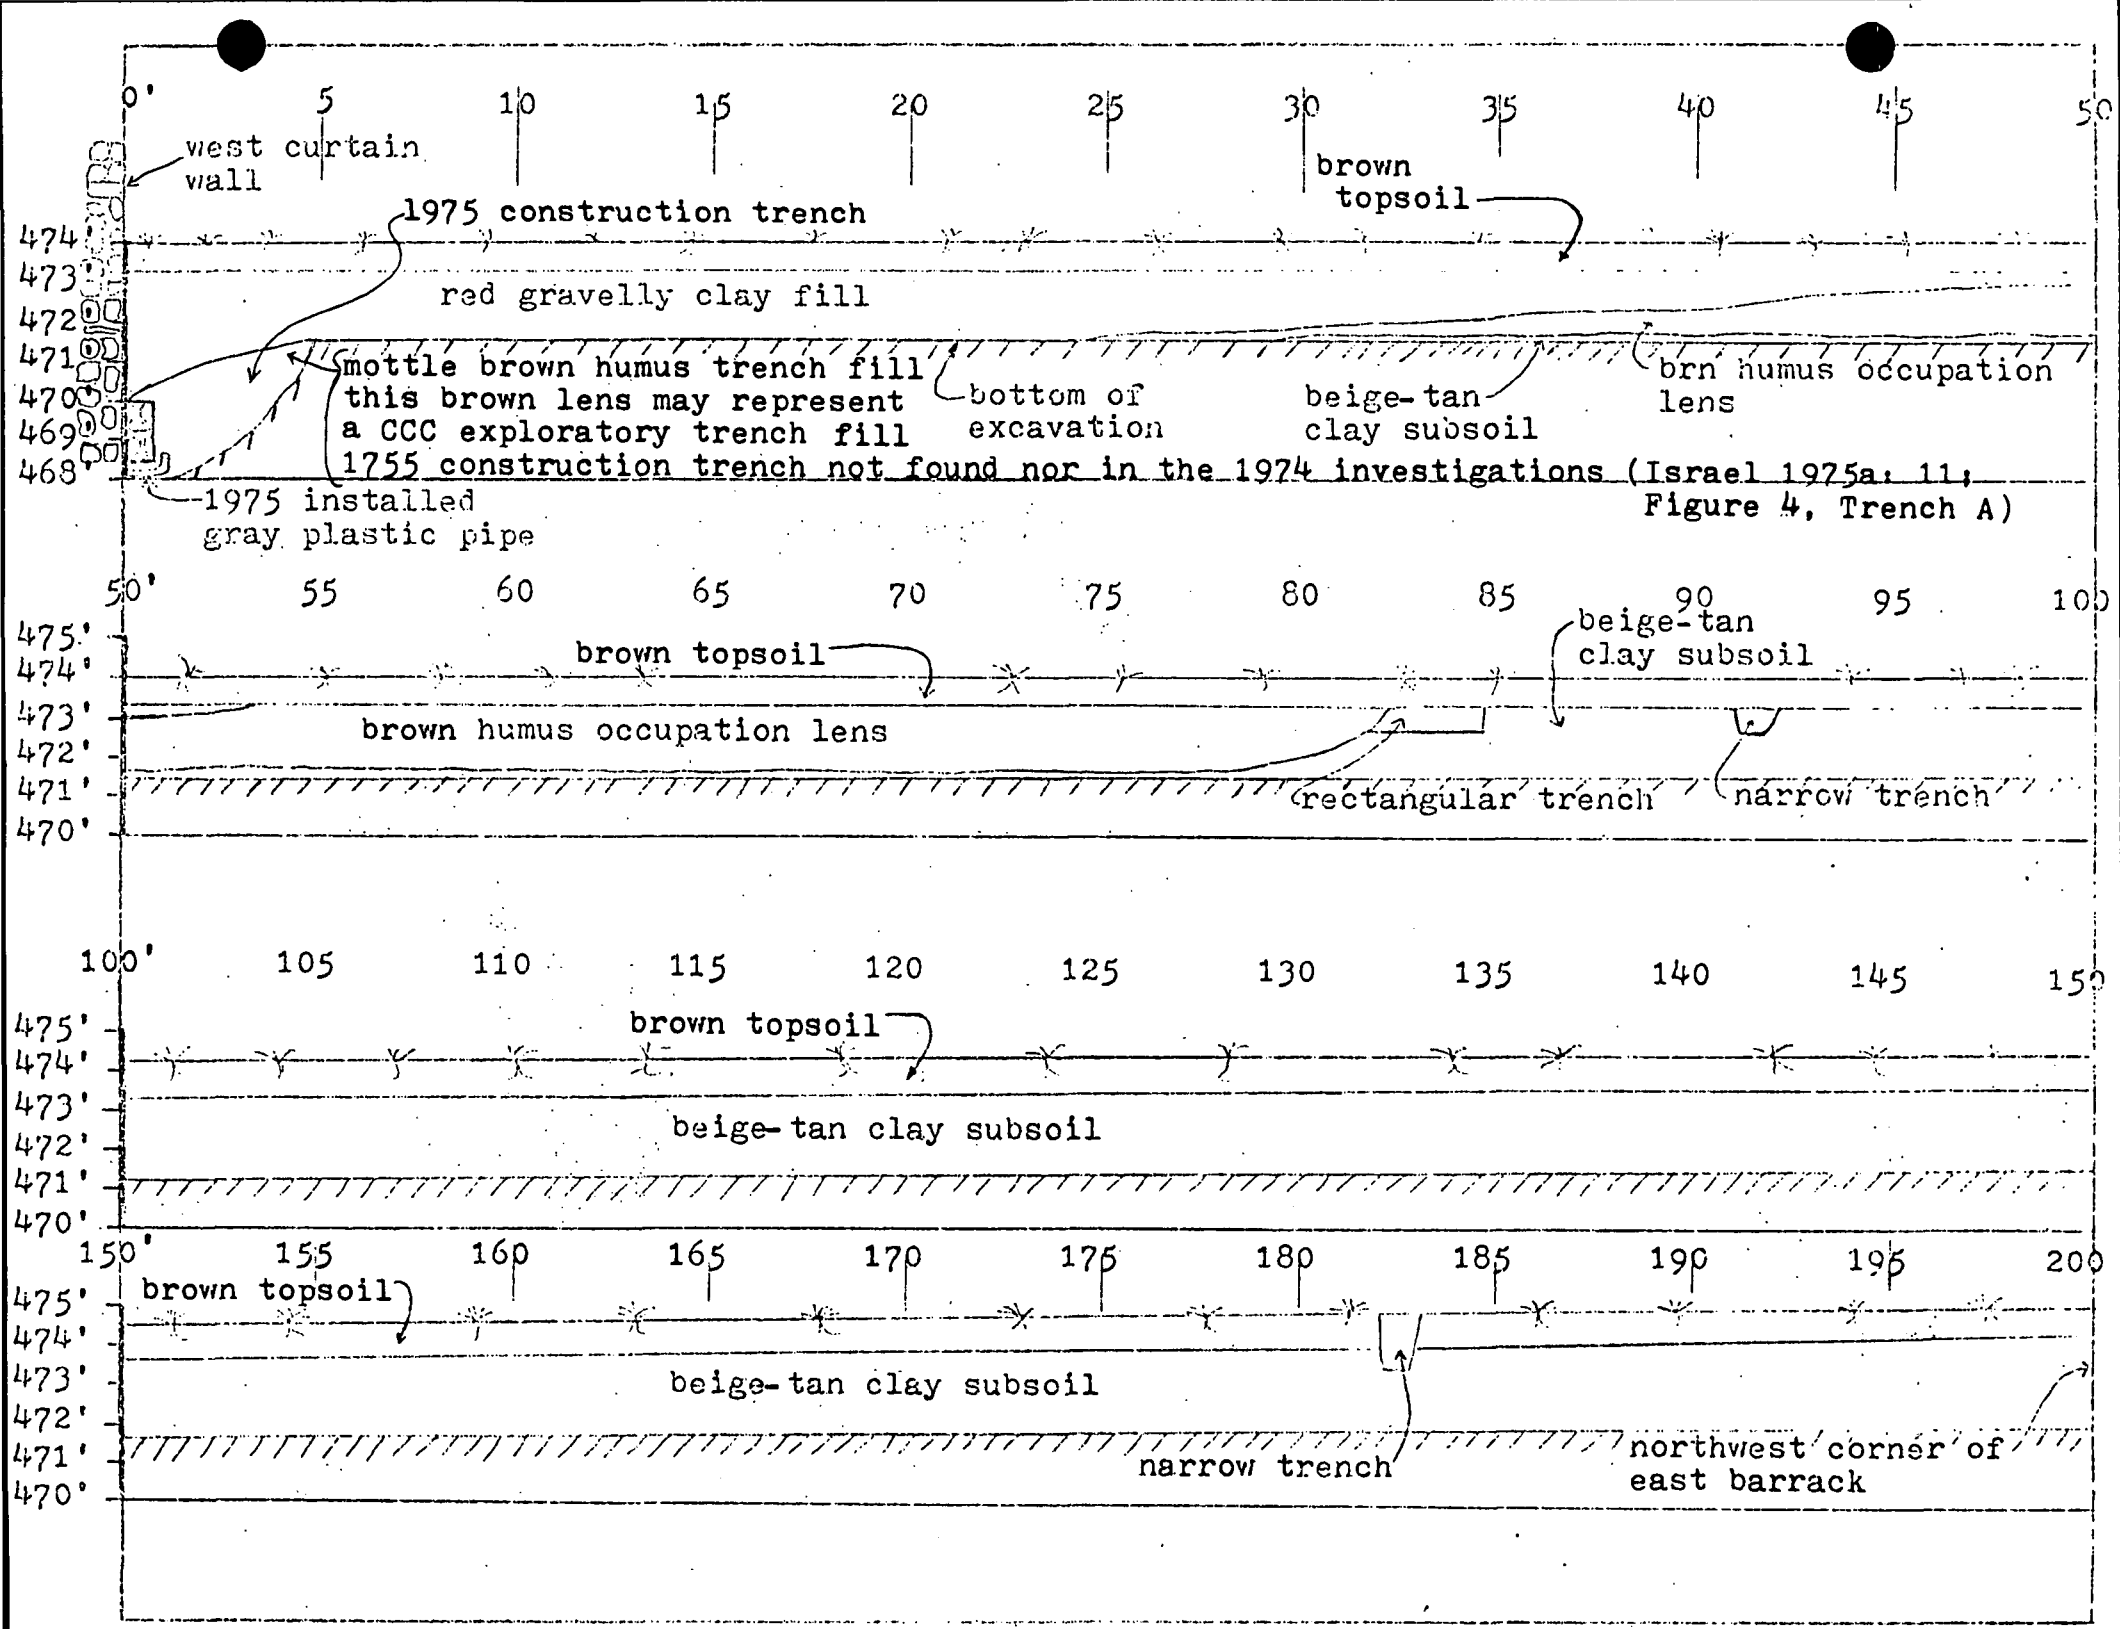 0' 5 10 15 20 25 30 35 40 45 50
west curtain
wall
brown
topsoil
1975 construction trench
474'
473'
red gravelly clay fill
472'
471'
mottle brown humus trench fill
this brown lens may represent
a CCC exploratory trench fill
1755 construction trench not found nor in the 1974 investigations (Israel 1975a: 11;
Figure 4, Trench A)
bottom of
excavation
beige-tan
clay subsoil
brn humus occupation
lens
470'
469'
468'
1975 installed
gray plastic pipe
50' 55 60 65 70 75 80 85 90 95 100
475'
474'
brown topsoil
beige-tan
clay subsoil
473'
brown humus occupation lens
472'
471'
rectangular trench
narrow trench
470'
100' 105 110 115 120 125 130 135 140 145 150
475'
brown topsoil
474'
473'
beige-tan clay subsoil
472'
471'
470'
150' 155 160 165 170 175 180 185 190 195 200
brown topsoil
475'
474'
473'
beige-tan clay subsoil
472'
471'
narrow trench
northwest corner of
east barrack
470'